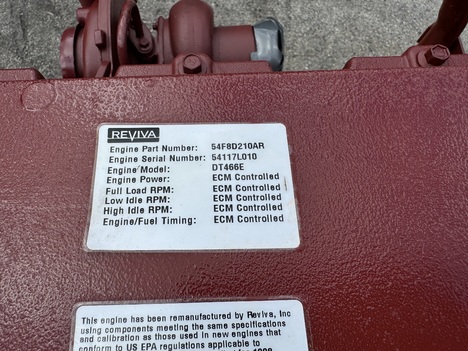 REVIVA
Engine Part Number: 54F8D210AR
Engine Serial Number: 54117L010
Engine Model: DT466E
Engine Power: ECM Controlled
Full Load RPM: ECM Controlled
Low Idle RPM: ECM Controlled
High Idle RPM: ECM Controlled
Engine/Fuel Timing: ECM Controlled
This engine has been remanufactured by Reviva, Inc
using components meeting the same specifications
and calibration as those used in new engines that
conform to US EPA regulations applicable to
1998